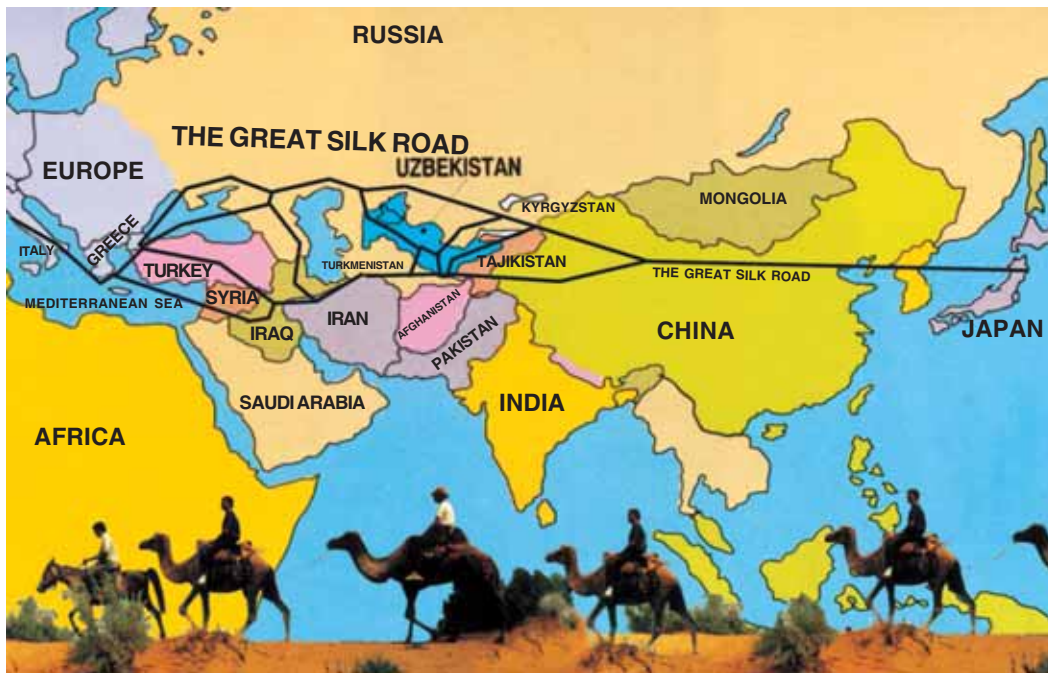 RUSSIA
THE GREAT SILK ROAD
UZBEKISTAN
EUROPE
MONGOLIA
KYRGYZSTAN
ITALY
GREECE
TURKEY
TURKMENISTAN
TAJIKISTAN
THE GREAT SILK ROAD
MEDITERRANEAN SEA
SYRIA
IRAQ
IRAN
AFGHANISTAN
PAKISTAN
CHINA
JAPAN
SAUDI ARABIA
INDIA
AFRICA